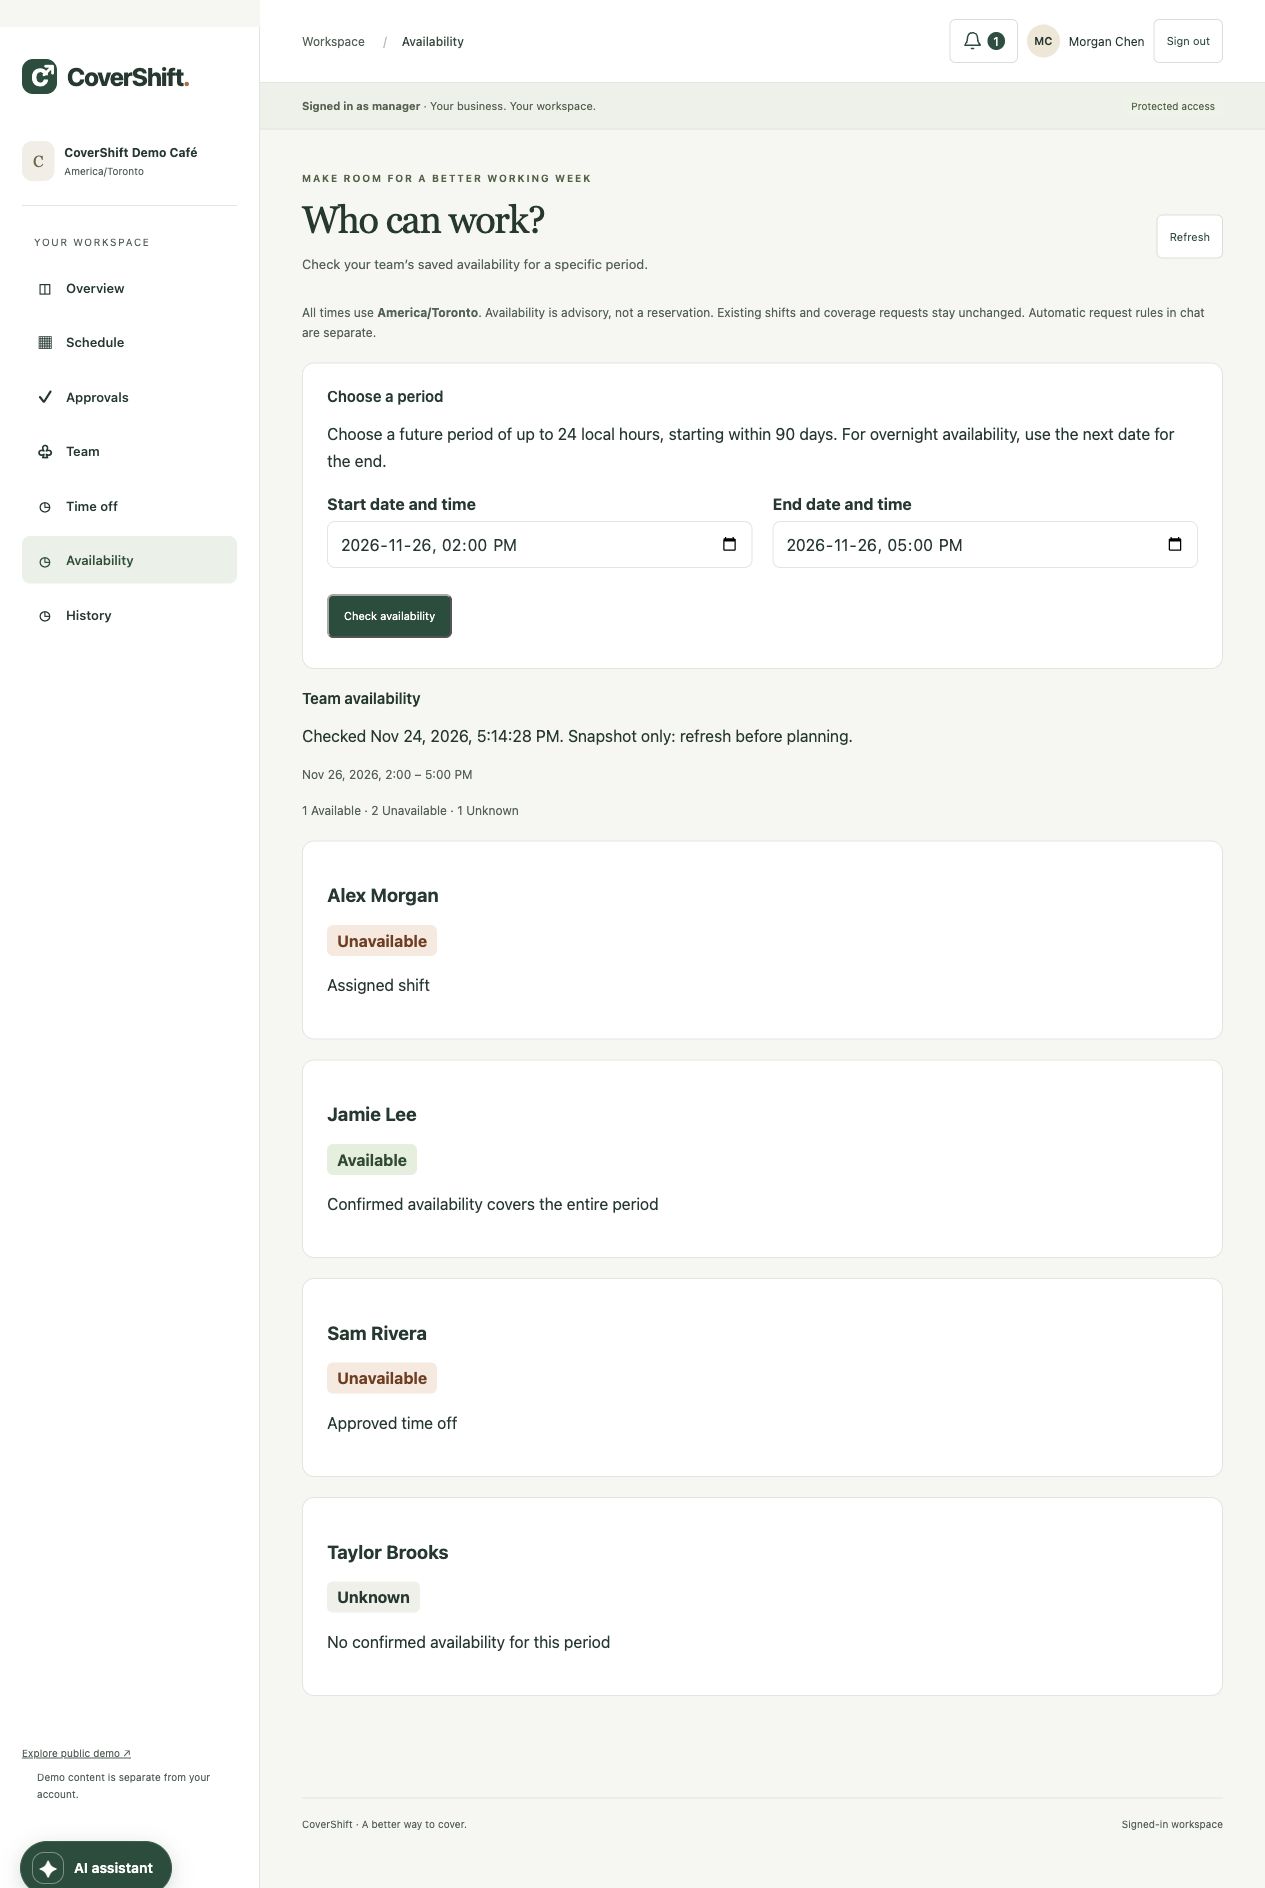 CoverShift.
C
CoverShift Demo Café
America/Toronto
YOUR WORKSPACE
Overview
Schedule
Approvals
Team
Time off
Availability
History
Explore public demo ↗
Demo content is separate from your
account.
AI assistant
Workspace / Availability
1
MC
Morgan Chen
Sign out
Signed in as manager · Your business. Your workspace.
Protected access
MAKE ROOM FOR A BETTER WORKING WEEK
Who can work?
Check your team’s saved availability for a specific period.
Refresh
All times use America/Toronto. Availability is advisory, not a reservation. Existing shifts and coverage requests stay unchanged. Automatic request rules in chat
are separate.
Choose a period
Choose a future period of up to 24 local hours, starting within 90 days. For overnight availability, use the next date for
the end.
Start date and time
2026-11-26, 02:00 PM
End date and time
2026-11-26, 05:00 PM
Check availability
Team availability
Checked Nov 24, 2026, 5:14:28 PM. Snapshot only: refresh before planning.
Nov 26, 2026, 2:00 – 5:00 PM
1 Available · 2 Unavailable · 1 Unknown
Alex Morgan
Unavailable
Assigned shift
Jamie Lee
Available
Confirmed availability covers the entire period
Sam Rivera
Unavailable
Approved time off
Taylor Brooks
Unknown
No confirmed availability for this period
CoverShift · A better way to cover.
Signed-in workspace